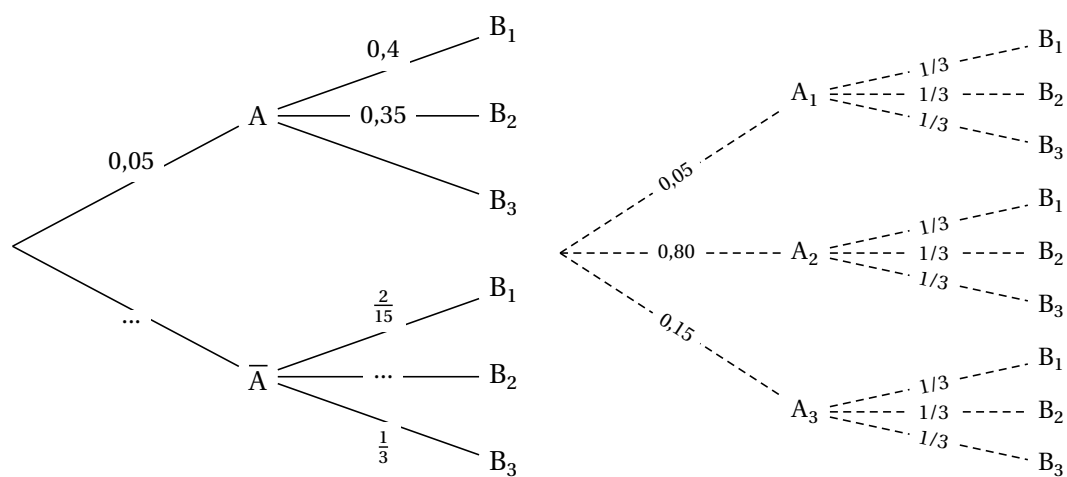 B₁
0,4
A
0,35
B₂
0,05
B₃
...
B₁
2/15
A̅
...
B₂
1/3
B₃
B₁
1/3
A₁
1/3
B₂
1/3
B₃
0,05
B₁
1/3
0,80
A₂
1/3
B₂
1/3
B₃
0,15
B₁
1/3
A₃
1/3
B₂
1/3
B₃